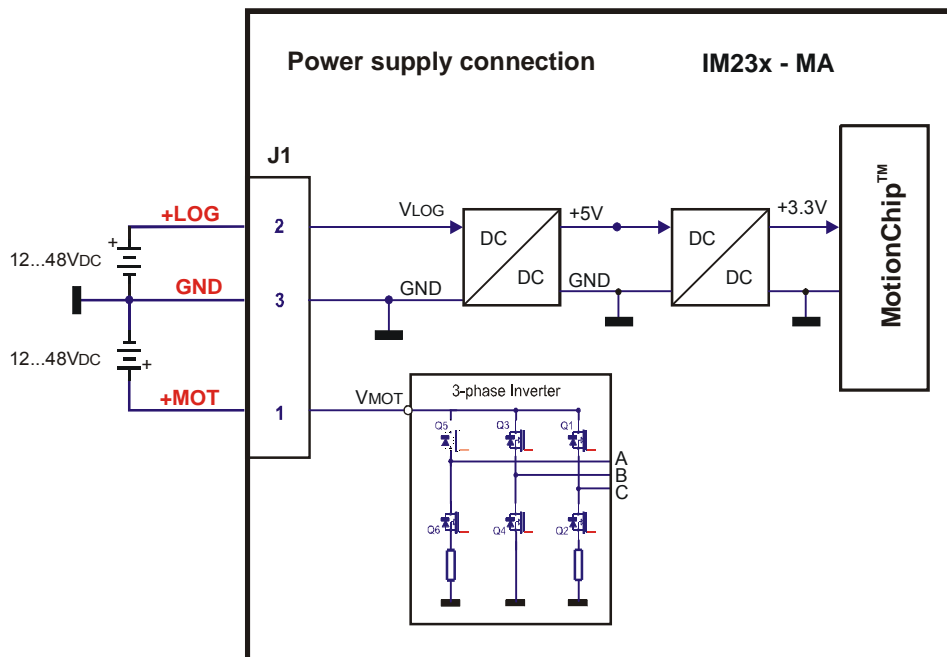 Power supply connection
IM23x - MA
J1
+LOG
2
VLOG
DC
DC
+5V
DC
DC
+3.3V
MotionChip™
+
12...48VDC
GND
3
GND
GND
12...48VDC
+
+MOT
1
VMOT
3-phase Inverter
Q5
Q3
Q1
A
B
C
Q6
Q4
Q2